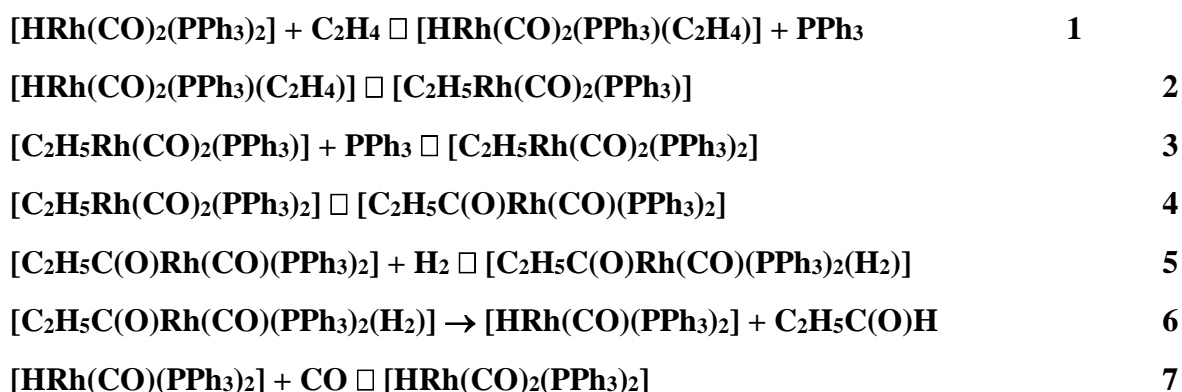 [HRh(CO)₂(PPh₃)₂] + C₂H₄ □ [HRh(CO)₂(PPh₃)(C₂H₄)] + PPh₃ 1
[HRh(CO)₂(PPh₃)(C₂H₄)] □ [C₂H₅Rh(CO)₂(PPh₃)] 2
[C₂H₅Rh(CO)₂(PPh₃)] + PPh₃ □ [C₂H₅Rh(CO)₂(PPh₃)₂] 3
[C₂H₅Rh(CO)₂(PPh₃)₂] □ [C₂H₅C(O)Rh(CO)(PPh₃)₂] 4
[C₂H₅C(O)Rh(CO)(PPh₃)₂] + H₂ □ [C₂H₅C(O)Rh(CO)(PPh₃)₂(H₂)] 5
[C₂H₅C(O)Rh(CO)(PPh₃)₂(H₂)] → [HRh(CO)(PPh₃)₂] + C₂H₅C(O)H 6
[HRh(CO)(PPh₃)₂] + CO □ [HRh(CO)₂(PPh₃)₂] 7